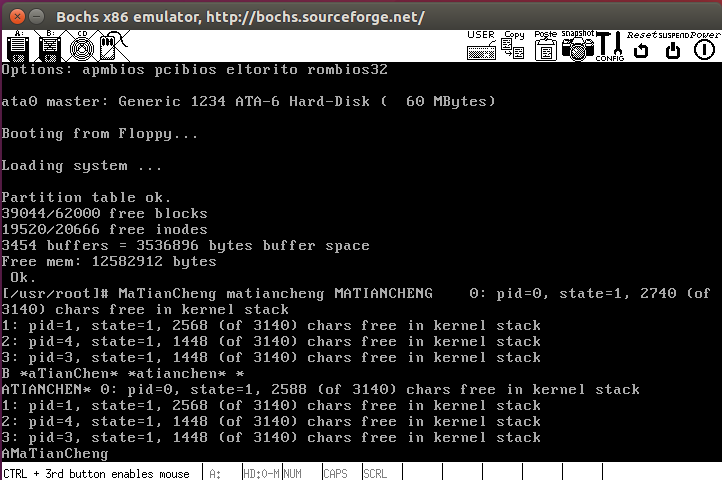 Bochs x86 emulator, http://bochs.sourceforge.net/
A: B: CD USER Copy Paste snapshot CONFIG Reset SUSPEND Power
Options: apmbios pcibios eltorito rombios32
ata0 master: Generic 1234 ATA-6 Hard-Disk (  60 MBytes)
Booting from Floppy...
Loading system ...
Partition table ok.
39044/62000 free blocks
19520/20666 free inodes
3454 buffers = 3536896 bytes buffer space
Free mem: 12582912 bytes
 Ok.
[/usr/root]# MaTianCheng matiancheng MATIANCHENG    0: pid=0, state=1, 2740 (of
3140) chars free in kernel stack
1: pid=1, state=1, 2568 (of 3140) chars free in kernel stack
2: pid=4, state=1, 1448 (of 3140) chars free in kernel stack
3: pid=3, state=1, 1448 (of 3140) chars free in kernel stack
B *aTianChen* *atianchen* *
ATIANCHEN* 0: pid=0, state=1, 2588 (of 3140) chars free in kernel stack
1: pid=1, state=1, 2568 (of 3140) chars free in kernel stack
2: pid=4, state=1, 1448 (of 3140) chars free in kernel stack
3: pid=3, state=1, 1448 (of 3140) chars free in kernel stack
AMaTianCheng
CTRL + 3rd button enables mouse A: HD:0-M NUM CAPS SCRL